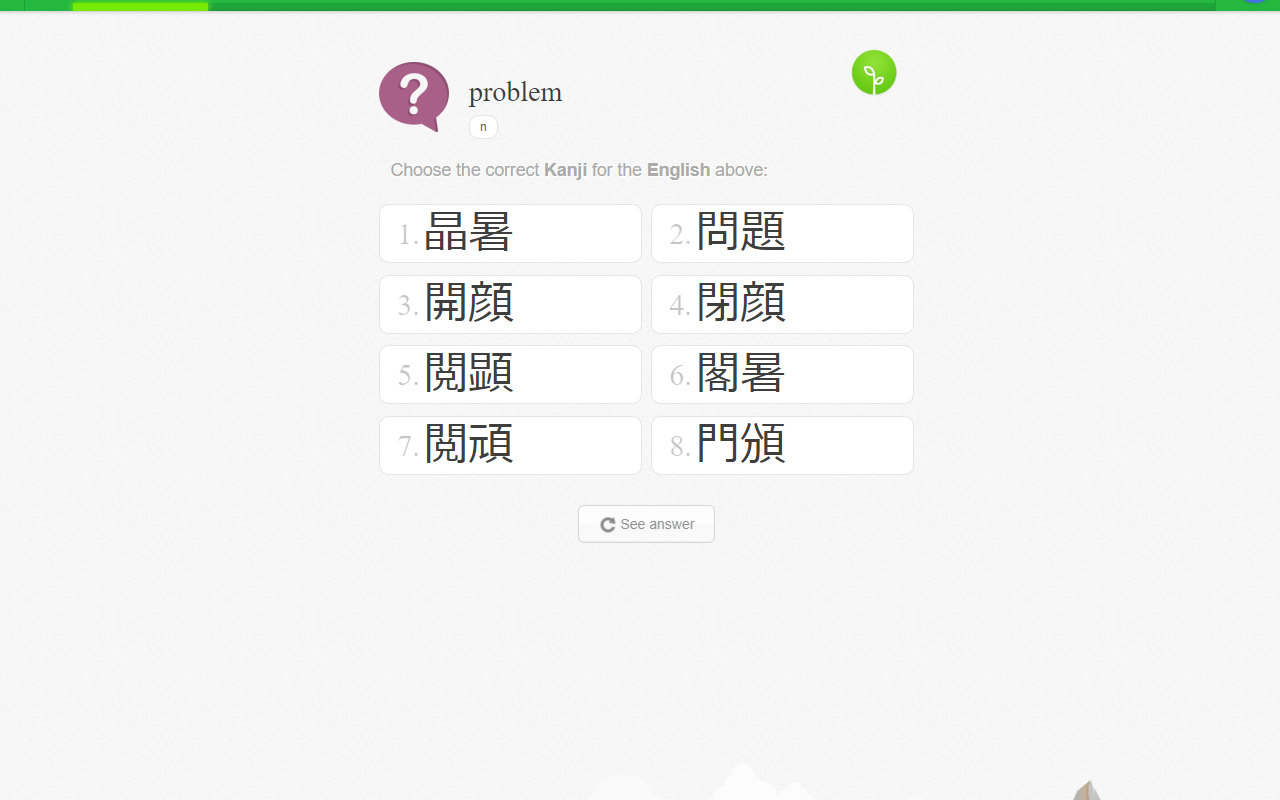 problem
n
Choose the correct Kanji for the English above:
1. 晶暑
2. 問題
3. 開顔
4. 閉顔
5. 閲顕
6. 閣暑
7. 閲頑
8. 門頒
See answer